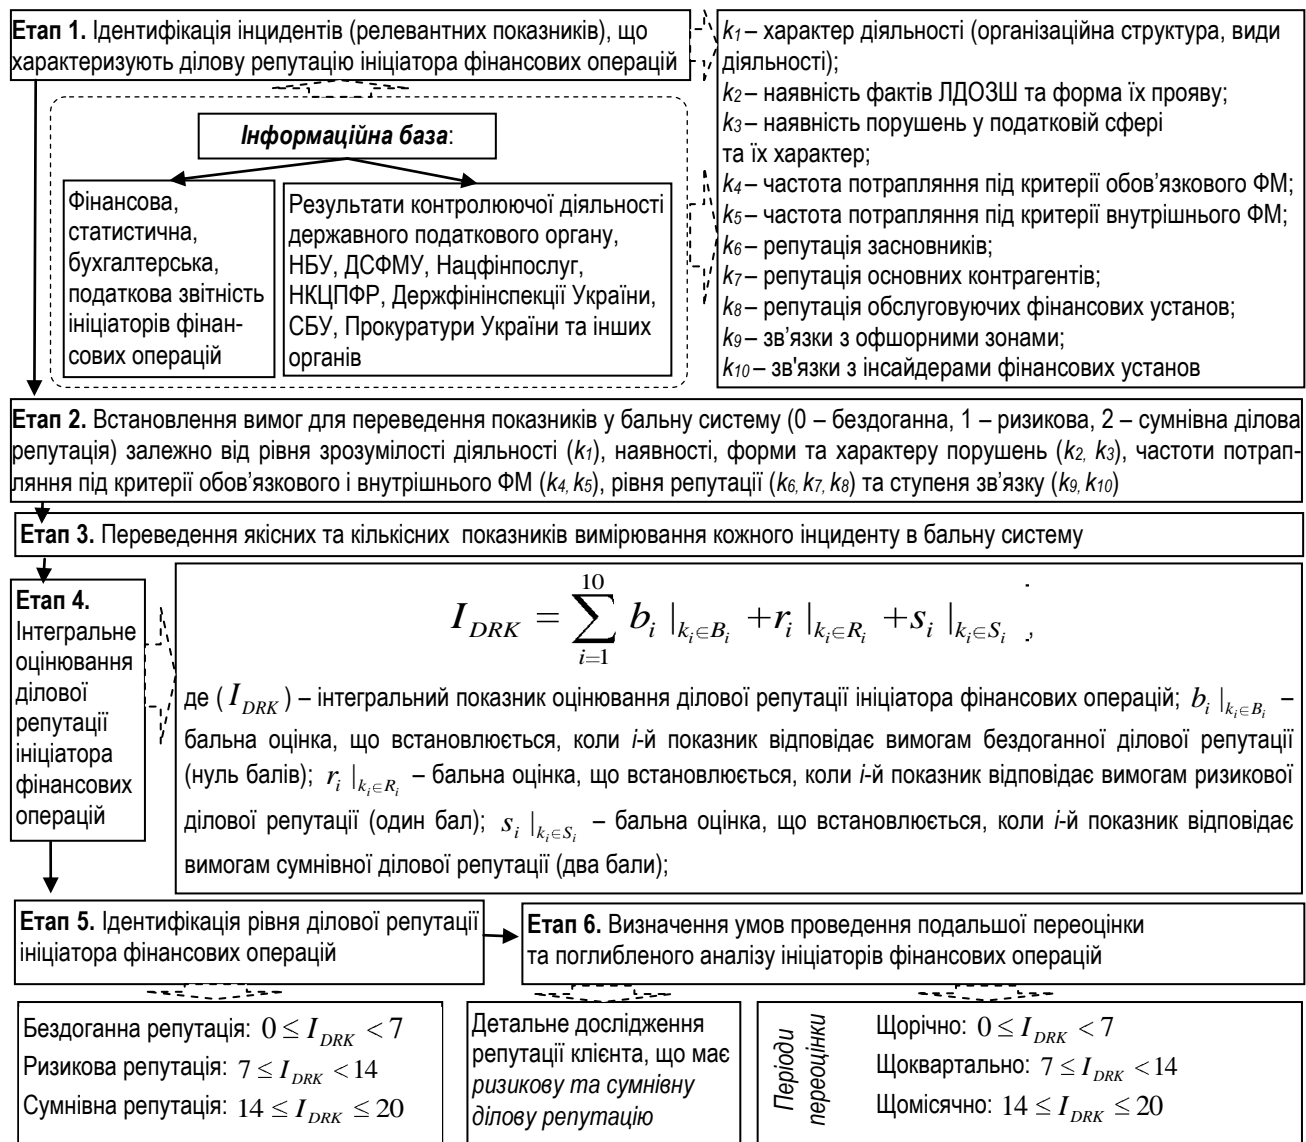 Етап 1. Ідентифікація інцидентів (релевантних показників), що
характеризують ділову репутацію ініціатора фінансових операцій
k1 – характер діяльності (організаційна структура, види
діяльності);
k2 – наявність фактів ЛДОЗШ та форма їх прояву;
k3 – наявність порушень у податковій сфері
та їх характер;
k4 – частота потрапляння під критерії обов’язкового ФМ;
k5 – частота потрапляння під критерії внутрішнього ФМ;
k6 – репутація засновників;
k7 – репутація основних контрагентів;
k8 – репутація обслуговуючих фінансових установ;
k9 – зв’язки з офшорними зонами;
k10 – зв'язки з інсайдерами фінансових установ
Інформаційна база:
Фінансова,
статистична,
бухгалтерська,
податкова звітність
ініціаторів фінан-
сових операцій
Результати контролюючої діяльності
державного податкового органу,
НБУ, ДСФМУ, Нацфінпослуг,
НКЦПФР, Держфінінспекції України,
СБУ, Прокуратури України та інших
органів
Етап 2. Встановлення вимог для переведення показників у бальну систему (0 – бездоганна, 1 – ризикова, 2 – сумнівна ділова
репутація) залежно від рівня зрозумілості діяльності (k1), наявності, форми та характеру порушень (k2, k3), частоти потрап-
ляння під критерії обов’язкового і внутрішнього ФМ (k4, k5), рівня репутації (k6, k7, k8) та ступеня зв’язку (k9, k10)
Етап 3. Переведення якісних та кількісних показників вимірювання кожного інциденту в бальну систему
Етап 4.
Інтегральне
оцінювання
ділової
репутації
ініціатора
фінансових
операцій
I_DRK = ∑_{i=1}^{10} b_i |_{k_i∈B_i} + r_i |_{k_i∈R_i} + s_i |_{k_i∈S_i} ,
де ( I_DRK ) – інтегральний показник оцінювання ділової репутації ініціатора фінансових операцій; b_i |_{k_i∈B_i} –
бальна оцінка, що встановлюється, коли i-й показник відповідає вимогам бездоганної ділової репутації
(нуль балів); r_i |_{k_i∈R_i} – бальна оцінка, що встановлюється, коли i-й показник відповідає вимогам ризикової
ділової репутації (один бал); s_i |_{k_i∈S_i} – бальна оцінка, що встановлюється, коли i-й показник відповідає
вимогам сумнівної ділової репутації (два бали);
Етап 5. Ідентифікація рівня ділової репутації
ініціатора фінансових операцій
Етап 6. Визначення умов проведення подальшої переоцінки
та поглибленого аналізу ініціаторів фінансових операцій
Бездоганна репутація: 0 ≤ I_DRK < 7
Ризикова репутація: 7 ≤ I_DRK < 14
Сумнівна репутація: 14 ≤ I_DRK ≤ 20
Детальне дослідження
репутації клієнта, що має
ризикову та сумнівну
ділову репутацію
Періоди
переоцінки
Щорічно: 0 ≤ I_DRK < 7
Щоквартально: 7 ≤ I_DRK < 14
Щомісячно: 14 ≤ I_DRK ≤ 20